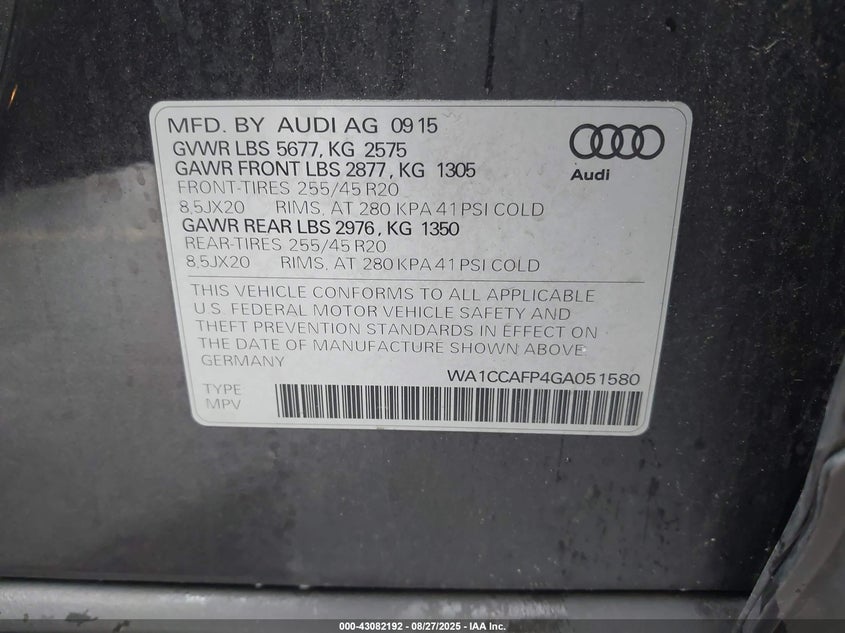 MFD. BY AUDI AG 09 15
GVWR LBS 5677, KG 2575
GAWR FRONT LBS 2877, KG 1305
FRONT-TIRES 255/45 R20
8,5JX20 RIMS, AT 280 KPA 41 PSI COLD
GAWR REAR LBS 2976, KG 1350
REAR-TIRES 255/45 R20
8,5JX20 RIMS, AT 280 KPA 41 PSI COLD
Audi
THIS VEHICLE CONFORMS TO ALL APPLICABLE
U.S. FEDERAL MOTOR VEHICLE SAFETY AND
THEFT PREVENTION STANDARDS IN EFFECT ON
THE DATE OF MANUFACTURE SHOWN ABOVE.
GERMANY
WA1CCAFP4GA051580
TYPE
MPV
000-43082192 - 08/27/2025 - IAA Inc.